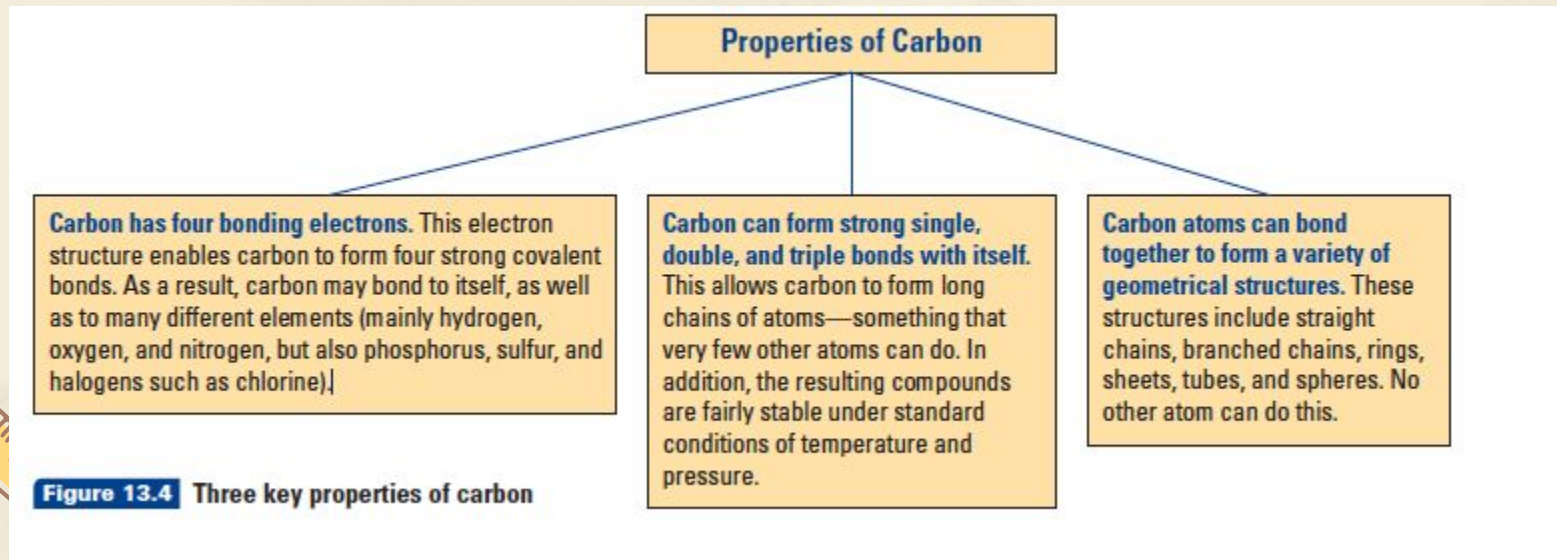 Properties of Carbon
Carbon has four bonding electrons. This electron
structure enables carbon to form four strong covalent
bonds. As a result, carbon may bond to itself, as well
as to many different elements (mainly hydrogen,
oxygen, and nitrogen, but also phosphorus, sulfur, and
halogens such as chlorine).
Carbon can form strong single,
double, and triple bonds with itself.
This allows carbon to form long
chains of atoms—something that
very few other atoms can do. In
addition, the resulting compounds
are fairly stable under standard
conditions of temperature and
pressure.
Carbon atoms can bond
together to form a variety of
geometrical structures. These
structures include straight
chains, branched chains, rings,
sheets, tubes, and spheres. No
other atom can do this.
Figure 13.4 Three key properties of carbon